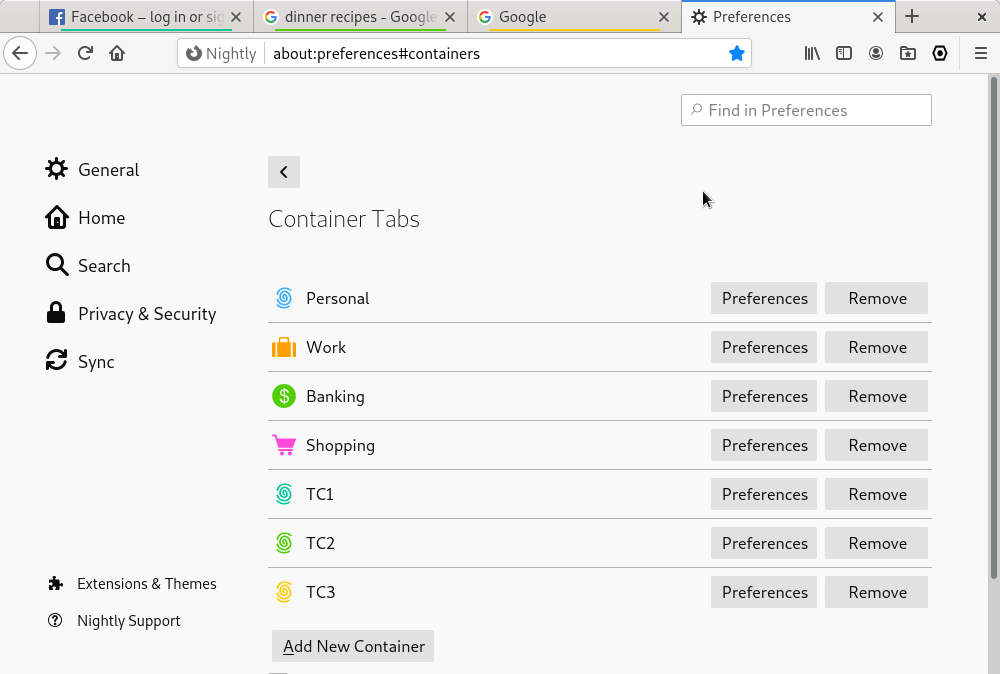 Facebook – log in or sig
dinner recipes - Google
Google
Preferences
Nightly
about:preferences#containers
Find in Preferences
General
Home
Search
Privacy & Security
Sync
Extensions & Themes
Nightly Support
Container Tabs
Personal Preferences Remove
Work Preferences Remove
Banking Preferences Remove
Shopping Preferences Remove
TC1 Preferences Remove
TC2 Preferences Remove
TC3 Preferences Remove
Add New Container